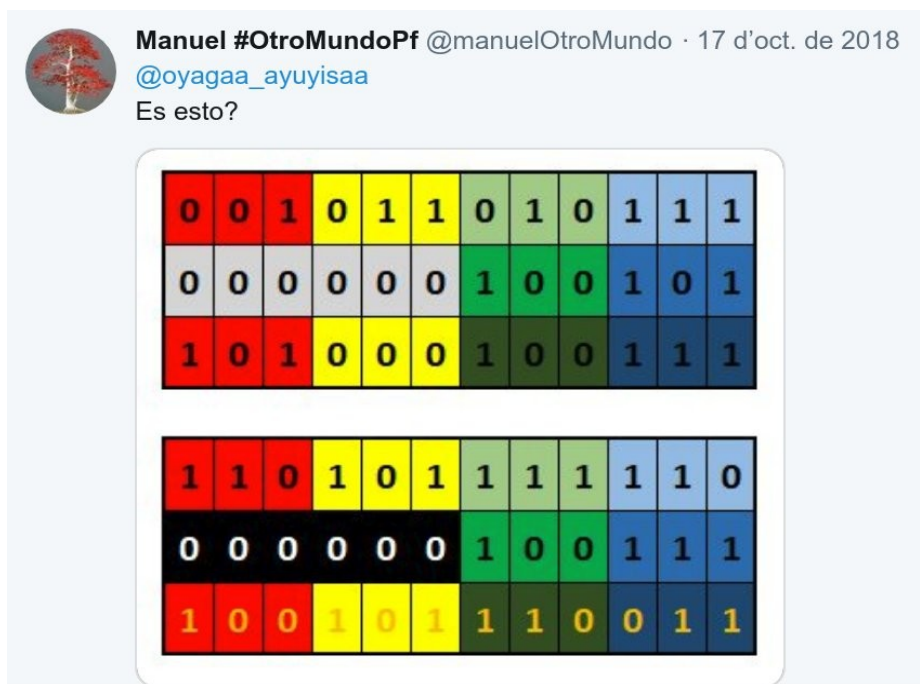 Manuel #OtroMundoPf @manuelOtroMundo · 17 d’oct. de 2018
@oyagaa_ayuyisaa
Es esto?
0 0 1 0 1 1 0 1 0 1 1 1
0 0 0 0 0 0 1 0 0 1 0 1
1 0 1 0 0 0 1 0 0 1 1 1
1 1 0 1 0 1 1 1 1 1 1 0
0 0 0 0 0 0 1 0 0 1 1 1
1 0 0 1 0 1 1 1 0 0 1 1